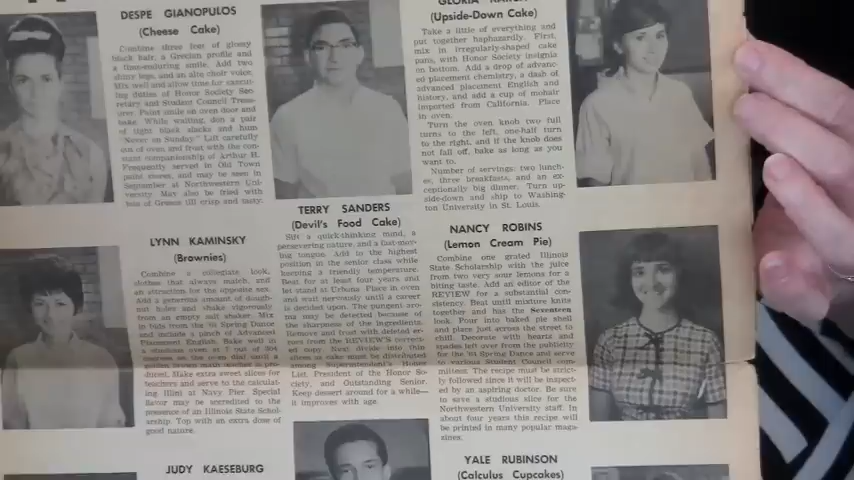 DESPE GIANOPULOS
(Cheese Cake)
Combine three feet of glossy
black hair, a Grecian profile and
a time-enduring smile. Add two
shiny legs, and an alto choir voice.
Mix well and allow time for execut-
ing duties of Honor Society Sec-
retary and Student Council Treas-
urer. Paint smile on oven door and
bake. While waiting, don a pair
of tight black slacks and hum
"Never on Sunday." Lift carefully
out of oven and frost with the con-
stant companionship of Arthur H.
Frequently served in Old Town
paint stores, and may be seen in
September at Northwestern Uni-
versity. May also be fried with
lots of Grease till crisp and tasty.
LYNN KAMINSKY
(Brownies)
Combine a collegiate look,
clothes that always match, and
an attraction for the opposite sex.
Add a generous amount of dough-
nut holes and shake vigorously
from an empty salt shaker. Mix
in bids from the '61 Spring Dance
and include a pinch of Advanced
Placement English. Bake well in
a studious oven at
degrees on the oven dial until a
golden brown math
duced. Make extra sweet slices for
teachers and serve to the calculat-
ing Illini at Navy Pier. Special
flavor may be accredited to the
presence of an Illinois State Schol-
arship. Top with an extra dose of
good nature.
JUDY KAESEBURG
TERRY SANDERS
(Devil's Food Cake)
Sift a quick-thinking mind, a
persevering nature, and a fast-mov-
ing tongue. Add to the highest
position in the senior class while
keeping a friendly temperature.
Beat for at least four years and
let stand at Urbana. Place in oven
and wait nervously until a career
is decided upon. The pungent aro-
ma may be detected because of
the sharpness of the ingredients.
Remove and frost with deleted er-
rors from the REVIEW'S correct-
ed copy. Next divide into thin
slices as cake must be distributed
among Superintendent's Honor
List, President of the Honor So-
ciety, and Outstanding Senior.
Keep dessert around for a while—
it improves with age.
GLORIA
(Upside-Down Cake)
Take a little of everything and
put together haphazardly. First,
mix in irregularly-shaped cake
pans, with Honor Society insignia
on bottom. Add a drop of advanc-
ed placement chemistry, a dash of
advanced placement English and
history, and add a cup of mohair
imported from California. Place
in oven.
Turn the oven knob two full
turns to the left, one-half turn
to the right, and if the knob does
not fall off, bake as long as you
want to.
Number of servings: two lunch-
es, three breakfasts, and an ex-
ceptionally big dinner. Turn up-
side-down and ship to Washing-
ton University in St. Louis.
NANCY ROBINS
(Lemon Cream Pie)
Combine one grated Illinois
State Scholarship with the juice
from two very sour lemons for a
biting taste. Add an editor of the
REVIEW for a substantial con-
sistency. Beat until mixture knits
together and has the Seventeen
look. Pour into baked pie shell
and place just across the street to
chill. Decorate with hearts and
spades left over from the publicity
for the '61 Spring Dance and serve
to various Student Council com-
mittees. The recipe must be strict-
ly followed since it will be inspect-
ed by an aspiring doctor. Be sure
to save a studious slice for the
Northwestern University staff. In
about four years this recipe will
be printed in many popular maga-
zines.
YALE RUBINSON
(Calculus Cupcakes)